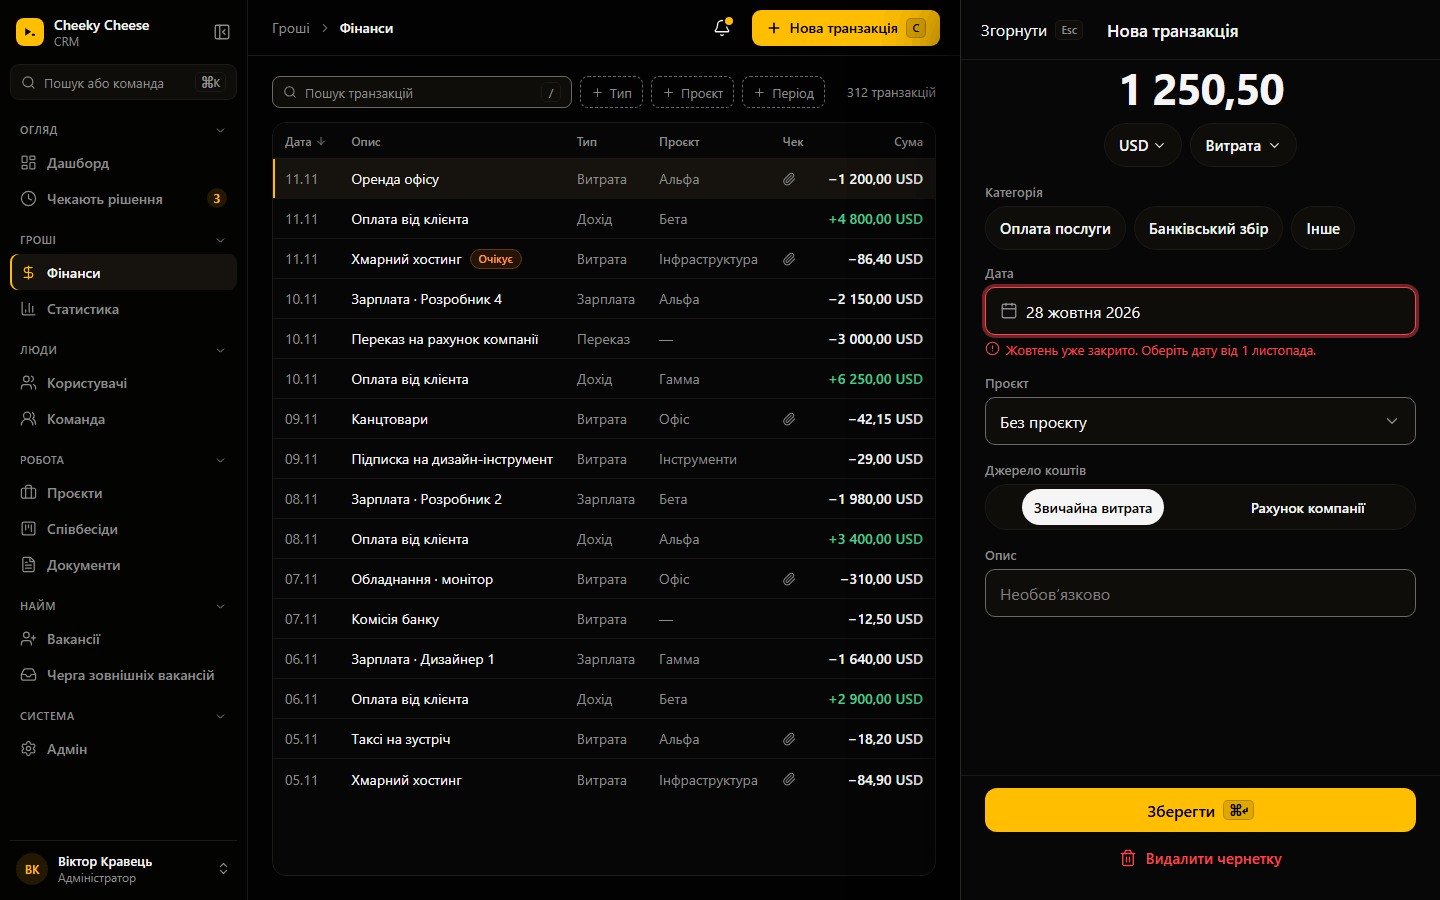 Cheeky Cheese
CRM
Пошук або команда ⌘K
ОГЛЯД
Дашборд
Чекають рішення 3
ГРОШІ
Фінанси
Статистика
ЛЮДИ
Користувачі
Команда
РОБОТА
Проєкти
Співбесіди
Документи
НАЙМ
Вакансії
Черга зовнішніх вакансій
СИСТЕМА
Адмін
ВК
Віктор Кравець
Адміністратор
Гроші > Фінанси
+ Нова транзакція C
Пошук транзакцій /
+ Тип
+ Проєкт
+ Період
312 транзакцій
Дата ↓ Опис Тип Проєкт Чек Сума
11.11 Оренда офісу Витрата Альфа −1 200,00 USD
11.11 Оплата від клієнта Дохід Бета +4 800,00 USD
11.11 Хмарний хостинг Очікує Витрата Інфраструктура −86,40 USD
10.11 Зарплата · Розробник 4 Зарплата Альфа −2 150,00 USD
10.11 Переказ на рахунок компанії Переказ — −3 000,00 USD
10.11 Оплата від клієнта Дохід Гамма +6 250,00 USD
09.11 Канцтовари Витрата Офіс −42,15 USD
09.11 Підписка на дизайн-інструмент Витрата Інструменти −29,00 USD
08.11 Зарплата · Розробник 2 Зарплата Бета −1 980,00 USD
08.11 Оплата від клієнта Дохід Альфа +3 400,00 USD
07.11 Обладнання · монітор Витрата Офіс −310,00 USD
07.11 Комісія банку Витрата — −12,50 USD
06.11 Зарплата · Дизайнер 1 Зарплата Гамма −1 640,00 USD
06.11 Оплата від клієнта Дохід Бета +2 900,00 USD
05.11 Таксі на зустріч Витрата Альфа −18,20 USD
05.11 Хмарний хостинг Витрата Інфраструктура −84,90 USD
Згорнути Esc Нова транзакція
1 250,50
USD Витрата
Категорія
Оплата послуги Банківський збір Інше
Дата
28 жовтня 2026
Жовтень уже закрито. Оберіть дату від 1 листопада.
Проєкт
Без проєкту
Джерело коштів
Звичайна витрата Рахунок компанії
Опис
Необов’язково
Зберегти ⌘↵
Видалити чернетку